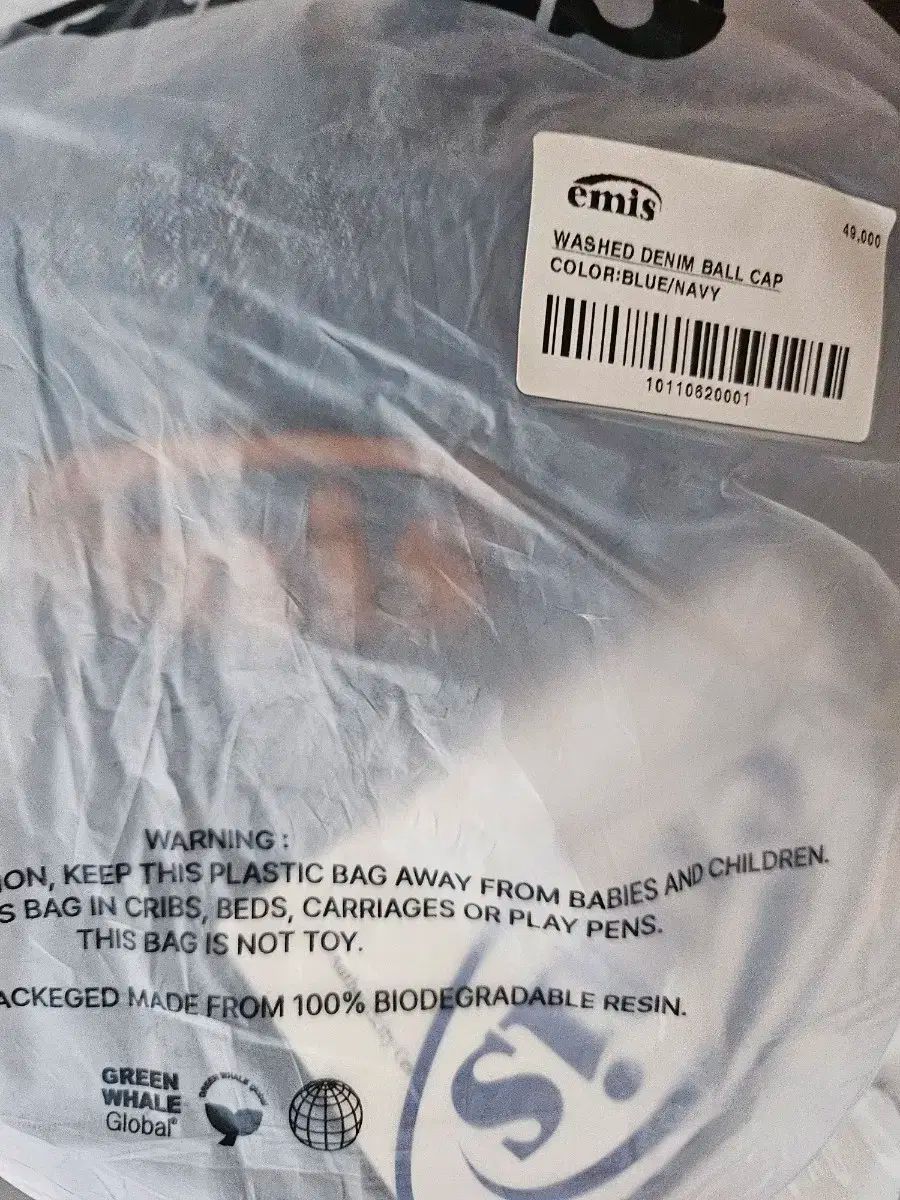 emis
49,000
WASHED DENIM BALL CAP
COLOR:BLUE/NAVY
10110620001
WARNING :
ON, KEEP THIS PLASTIC BAG AWAY FROM BABIES AND CHILDREN.
S BAG IN CRIBS, BEDS, CARRIAGES OR PLAY PENS.
THIS BAG IS NOT TOY.
ACKEGED MADE FROM 100% BIODEGRADABLE RESIN.
GREEN
WHALE
Global